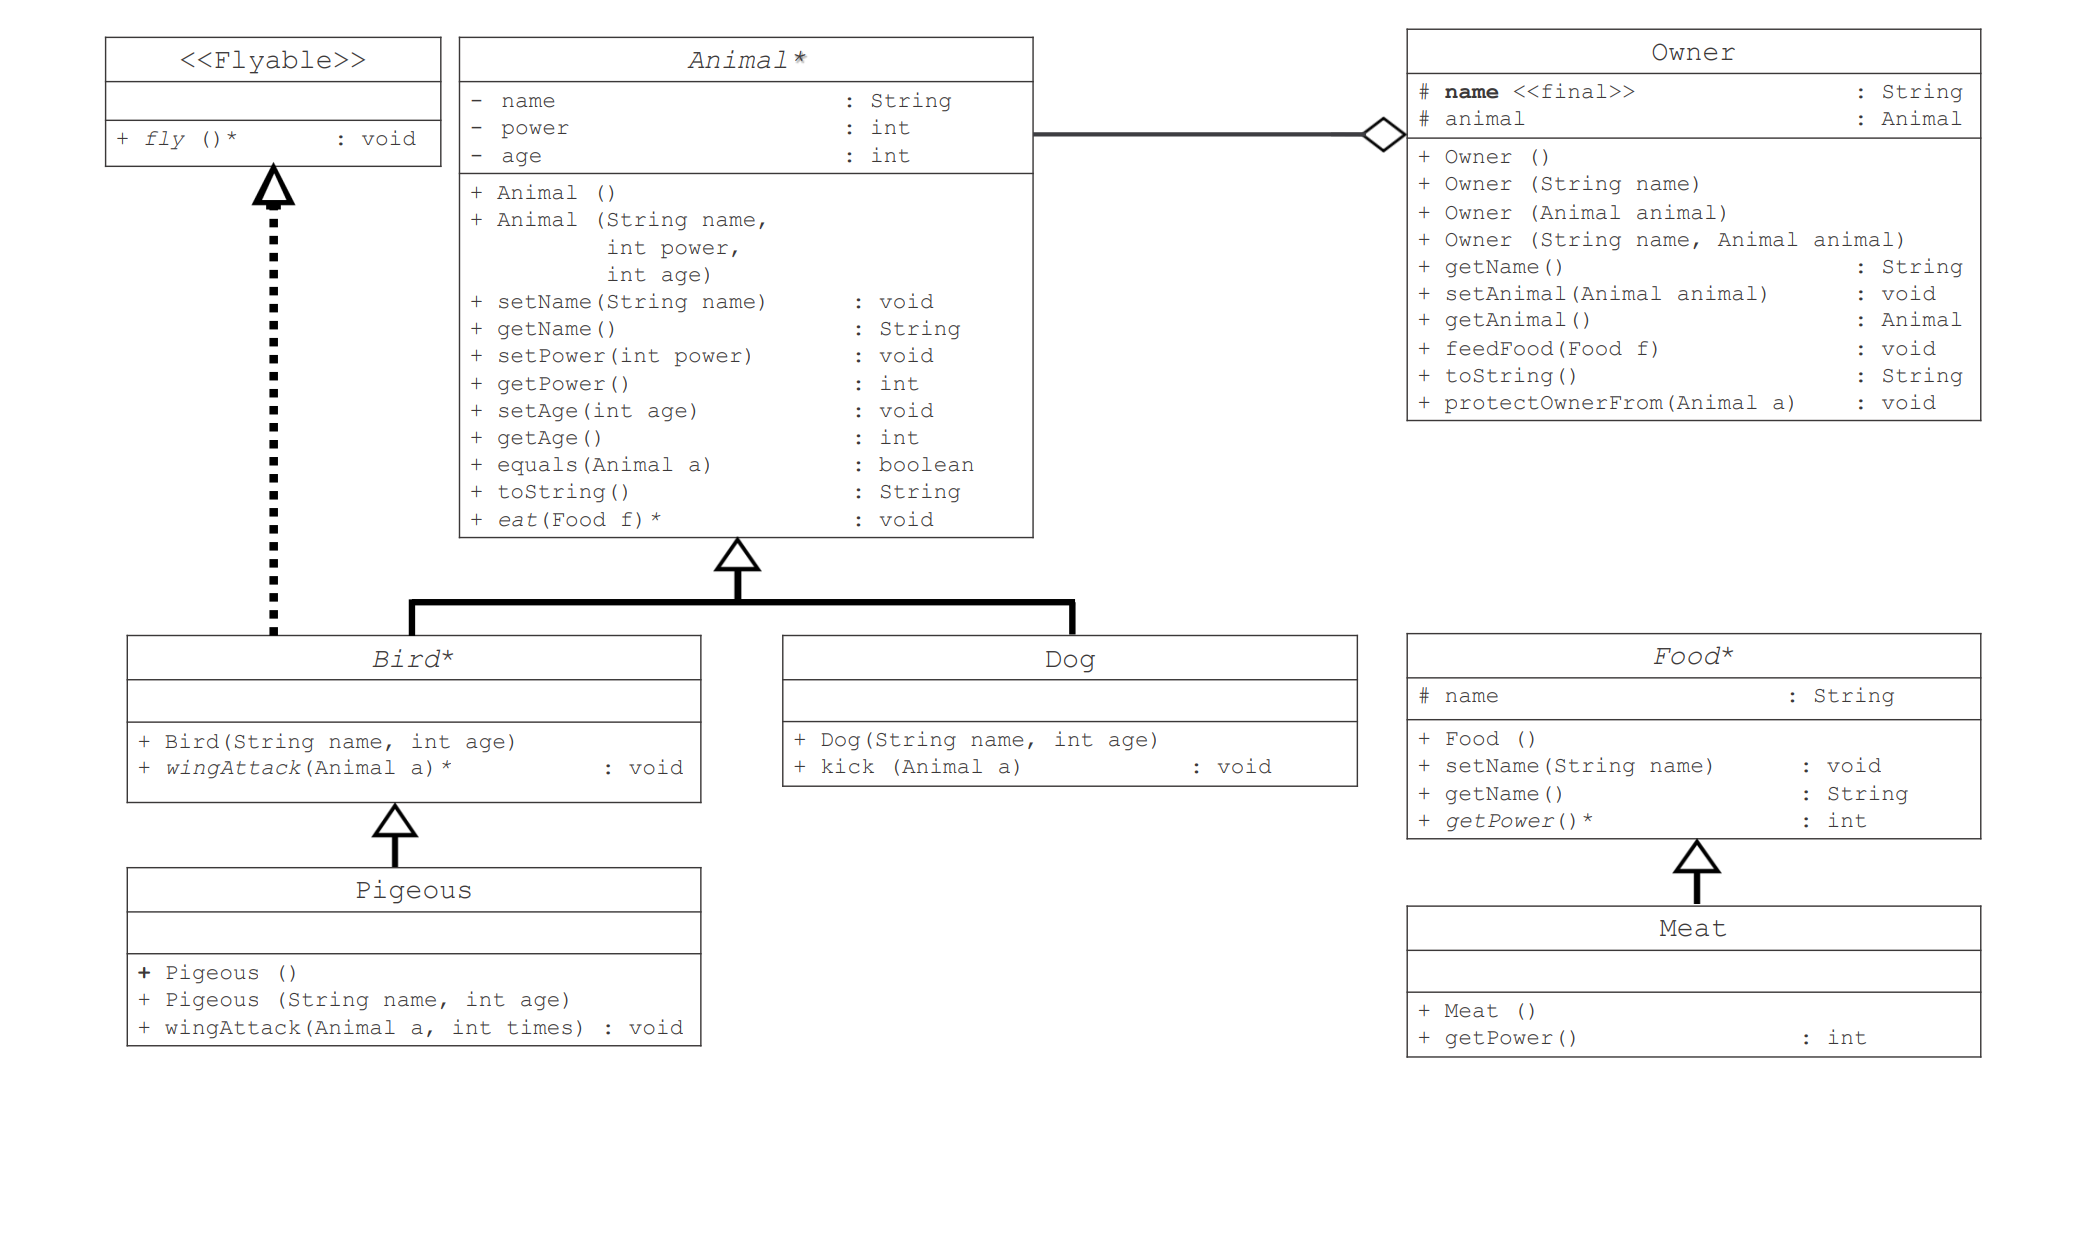 <<Flyable>>
+ fly ()* : void
Animal*
- name : String
- power : int
- age : int
+ Animal ()
+ Animal (String name,
int power,
int age)
+ setName(String name) : void
+ getName() : String
+ setPower(int power) : void
+ getPower() : int
+ setAge(int age) : void
+ getAge() : int
+ equals(Animal a) : boolean
+ toString() : String
+ eat(Food f)* : void
Owner
# name <<final>> : String
# animal : Animal
+ Owner ()
+ Owner (String name)
+ Owner (Animal animal)
+ Owner (String name, Animal animal)
+ getName() : String
+ setAnimal(Animal animal) : void
+ getAnimal() : Animal
+ feedFood(Food f) : void
+ toString() : String
+ protectOwnerFrom(Animal a) : void
Bird*
+ Bird(String name, int age)
+ wingAttack(Animal a)* : void
Dog
+ Dog(String name, int age)
+ kick (Animal a) : void
Food*
# name : String
+ Food ()
+ setName(String name) : void
+ getName() : String
+ getPower()* : int
Pigeous
+ Pigeous ()
+ Pigeous (String name, int age)
+ wingAttack(Animal a, int times) : void
Meat
+ Meat ()
+ getPower() : int